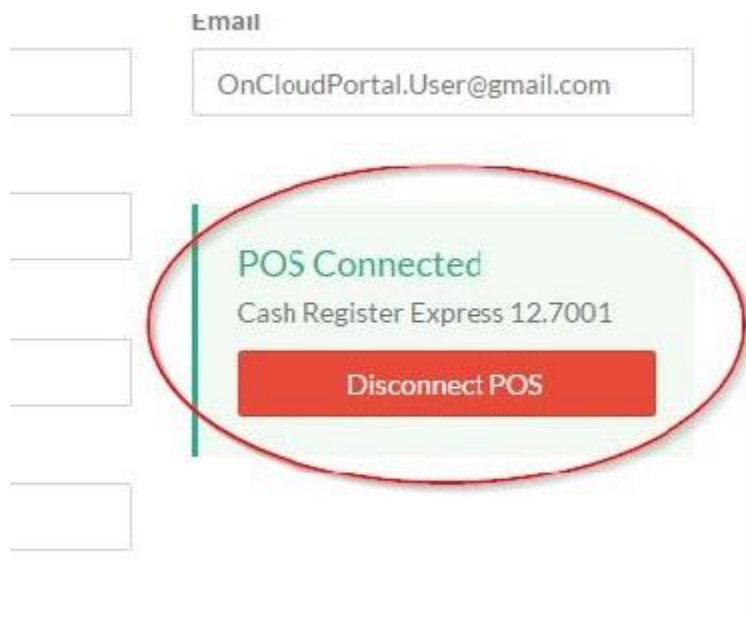 Email
OnCloudPortal.User@gmail.com
POS Connected
Cash Register Express 12.7001
Disconnect POS